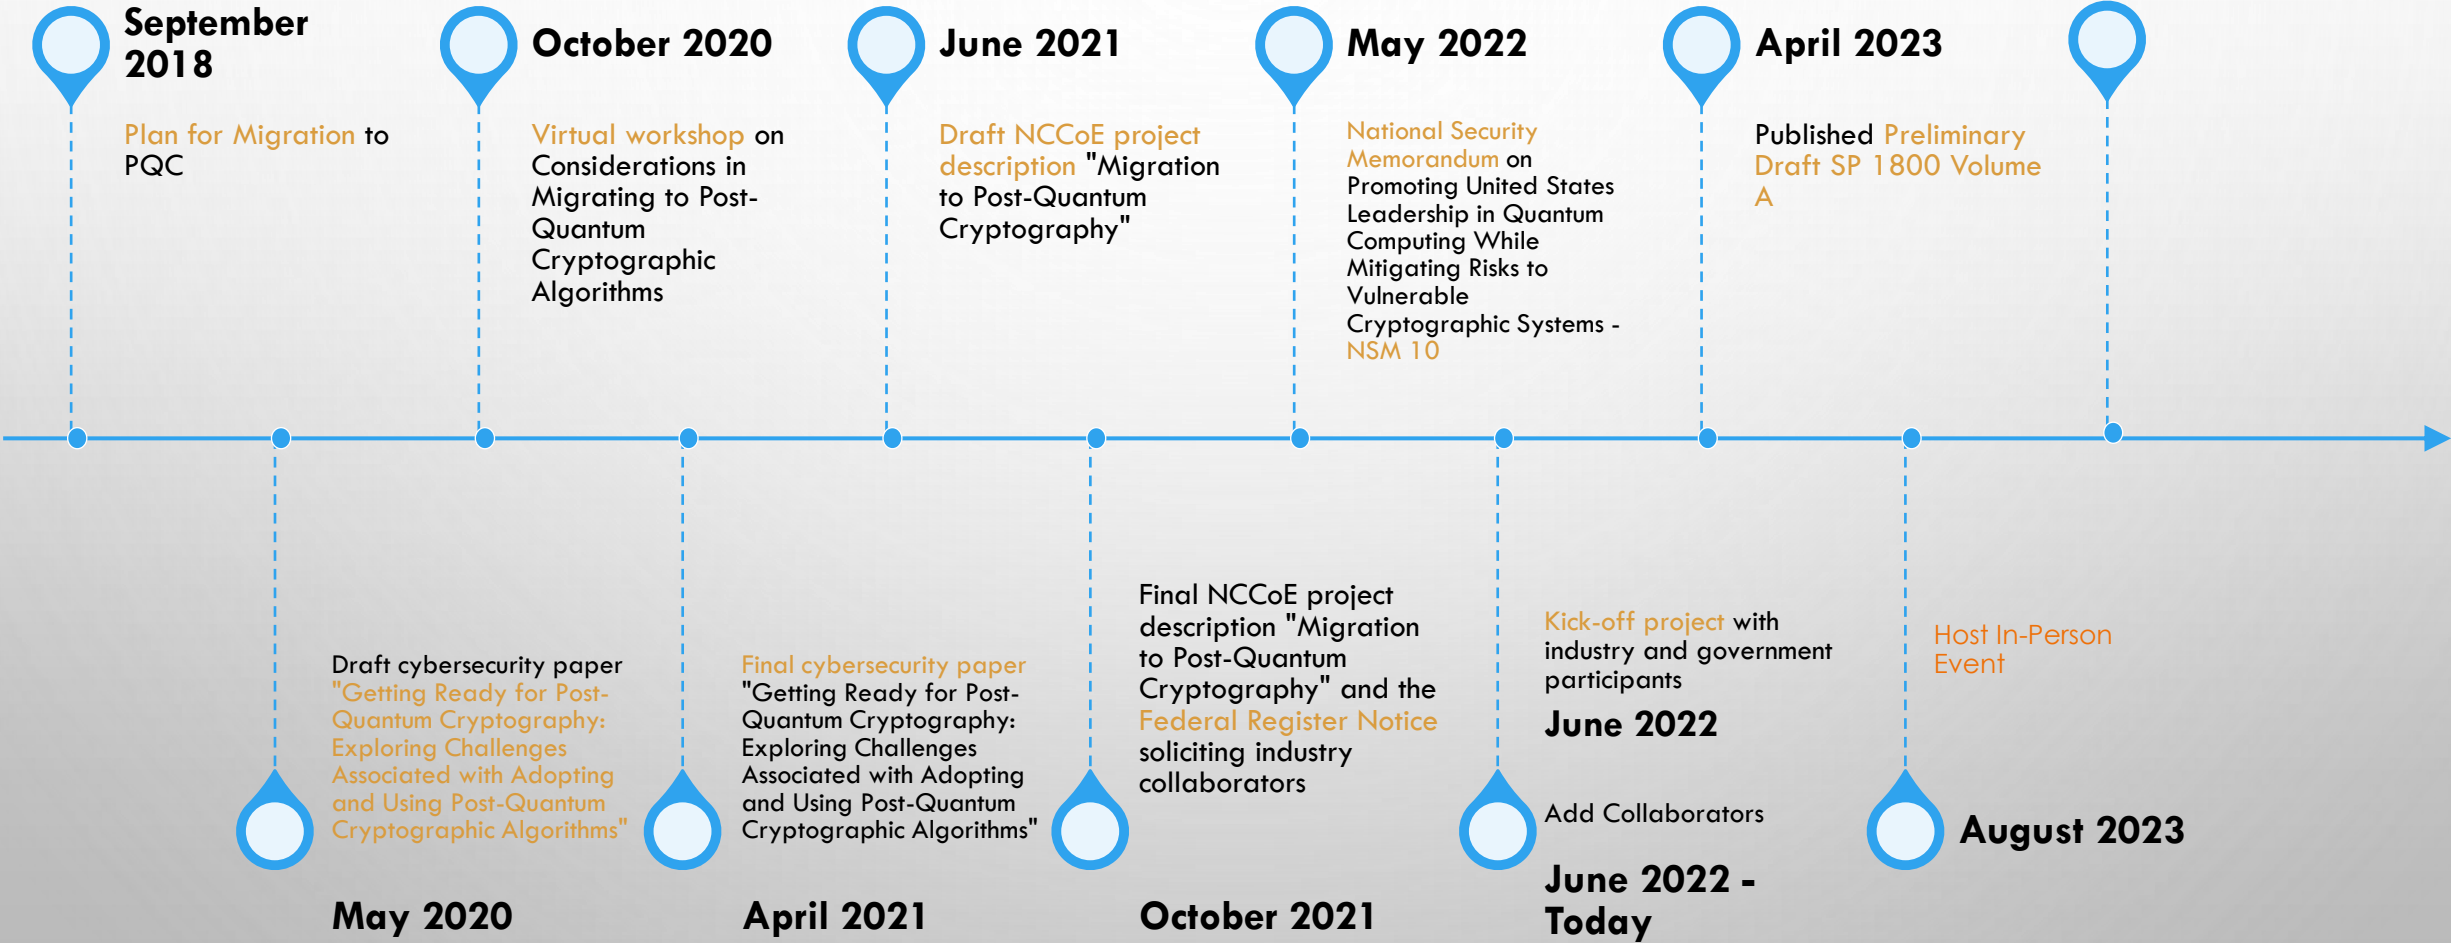 September
2018
Plan for Migration to
PQC
October 2020
Virtual workshop on
Considerations in
Migrating to Post-
Quantum
Cryptographic
Algorithms
June 2021
Draft NCCoE project
description "Migration
to Post-Quantum
Cryptography"
May 2022
National Security
Memorandum on
Promoting United States
Leadership in Quantum
Computing While
Mitigating Risks to
Vulnerable
Cryptographic Systems -
NSM 10
April 2023
Published Preliminary
Draft SP 1800 Volume
A
Draft cybersecurity paper
"Getting Ready for Post-
Quantum Cryptography:
Exploring Challenges
Associated with Adopting
and Using Post-Quantum
Cryptographic Algorithms"
May 2020
Final cybersecurity paper
"Getting Ready for Post-
Quantum Cryptography:
Exploring Challenges
Associated with Adopting
and Using Post-Quantum
Cryptographic Algorithms"
April 2021
Final NCCoE project
description "Migration
to Post-Quantum
Cryptography" and the
Federal Register Notice
soliciting industry
collaborators
October 2021
Kick-off project with
industry and government
participants
June 2022
Add Collaborators
June 2022 -
Today
Host In-Person
Event
August 2023